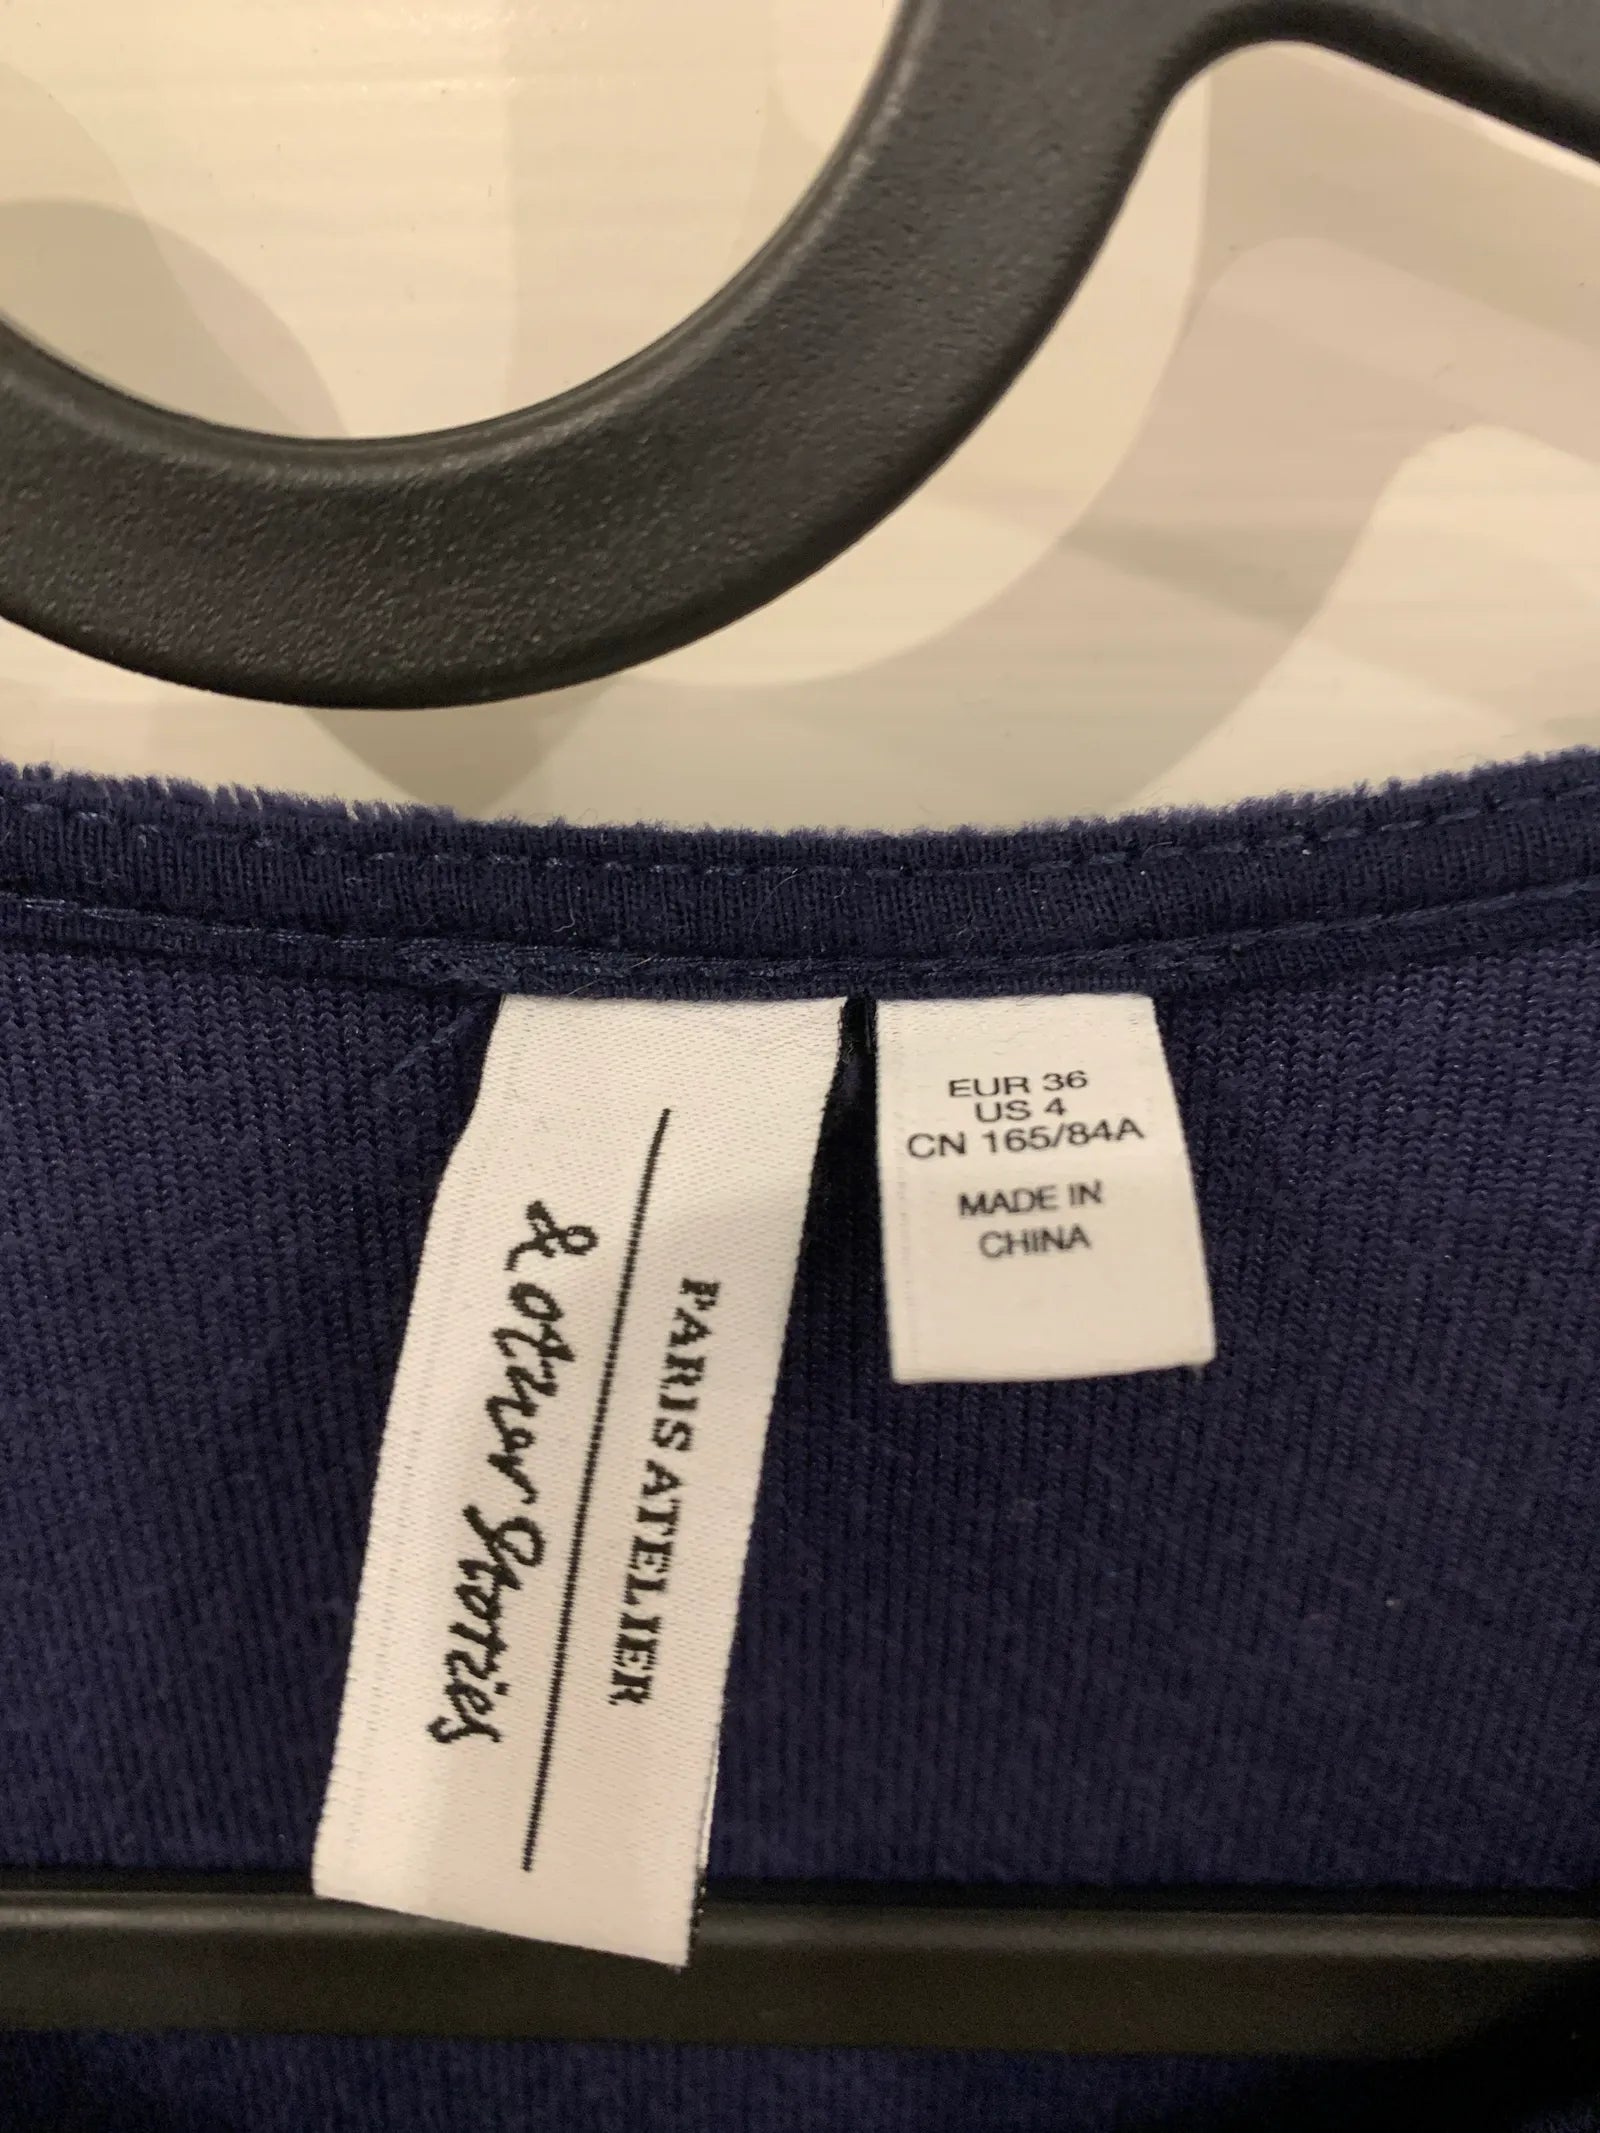 & other Stories
PARIS ATELIER
EUR 36
US 4
CN 165/84A
MADE IN
CHINA